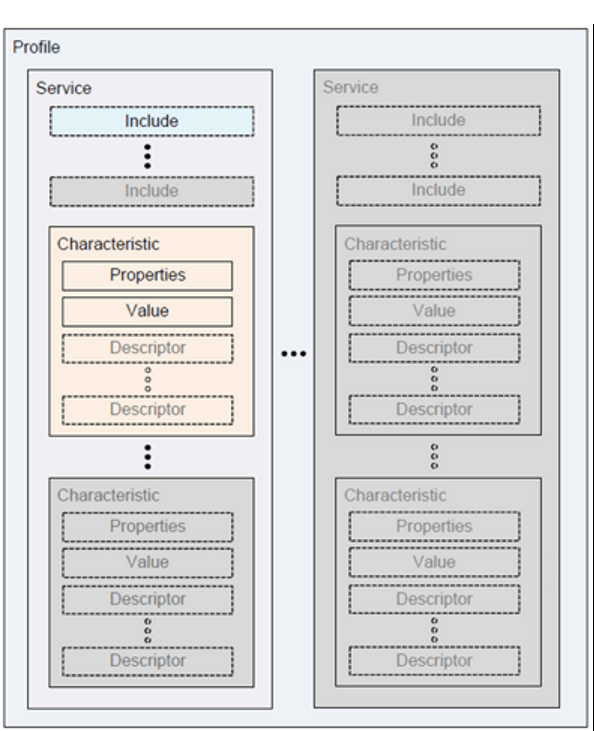 Profile
Service
Include
Include
Characteristic
Properties
Value
Descriptor
Descriptor
Characteristic
Properties
Value
Descriptor
Descriptor
Service
Include
Include
Characteristic
Properties
Value
Descriptor
Descriptor
Characteristic
Properties
Value
Descriptor
Descriptor